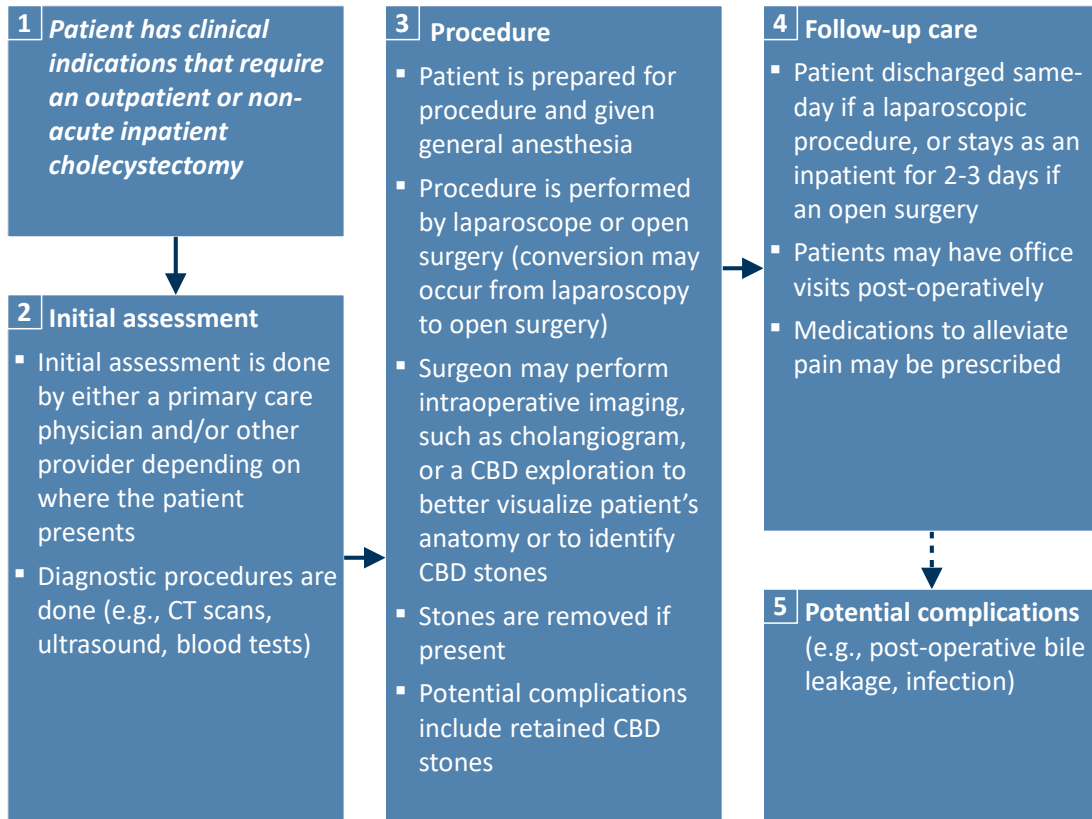 1 Patient has clinical
indications that require
an outpatient or non-
acute inpatient
cholecystectomy
2 Initial assessment
▪ Initial assessment is done
by either a primary care
physician and/or other
provider depending on
where the patient
presents
▪ Diagnostic procedures are
done (e.g., CT scans,
ultrasound, blood tests)
3 Procedure
▪ Patient is prepared for
procedure and given
general anesthesia
▪ Procedure is performed
by laparoscope or open
surgery (conversion may
occur from laparoscopy
to open surgery)
▪ Surgeon may perform
intraoperative imaging,
such as cholangiogram,
or a CBD exploration to
better visualize patient’s
anatomy or to identify
CBD stones
▪ Stones are removed if
present
▪ Potential complications
include retained CBD
stones
4 Follow-up care
▪ Patient discharged same-
day if a laparoscopic
procedure, or stays as an
inpatient for 2-3 days if
an open surgery
▪ Patients may have office
visits post-operatively
▪ Medications to alleviate
pain may be prescribed
5 Potential complications
(e.g., post-operative bile
leakage, infection)